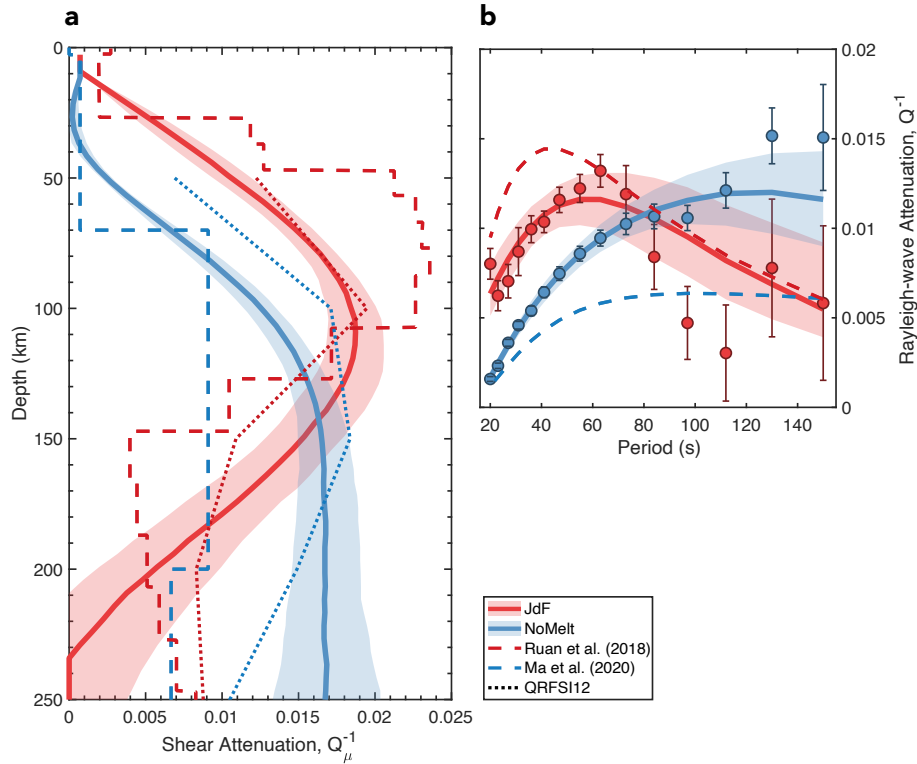 a
0
50
100
150
200
250
Depth (km)
0
0.005
0.01
0.015
0.02
0.025
Shear Attenuation, Q⁻¹μ
b
0.02
0.015
0.01
0.005
0
Rayleigh-wave Attenuation, Q⁻¹
20
40
60
80
100
120
140
Period (s)
JdF
NoMelt
Ruan et al. (2018)
Ma et al. (2020)
QRFSI12